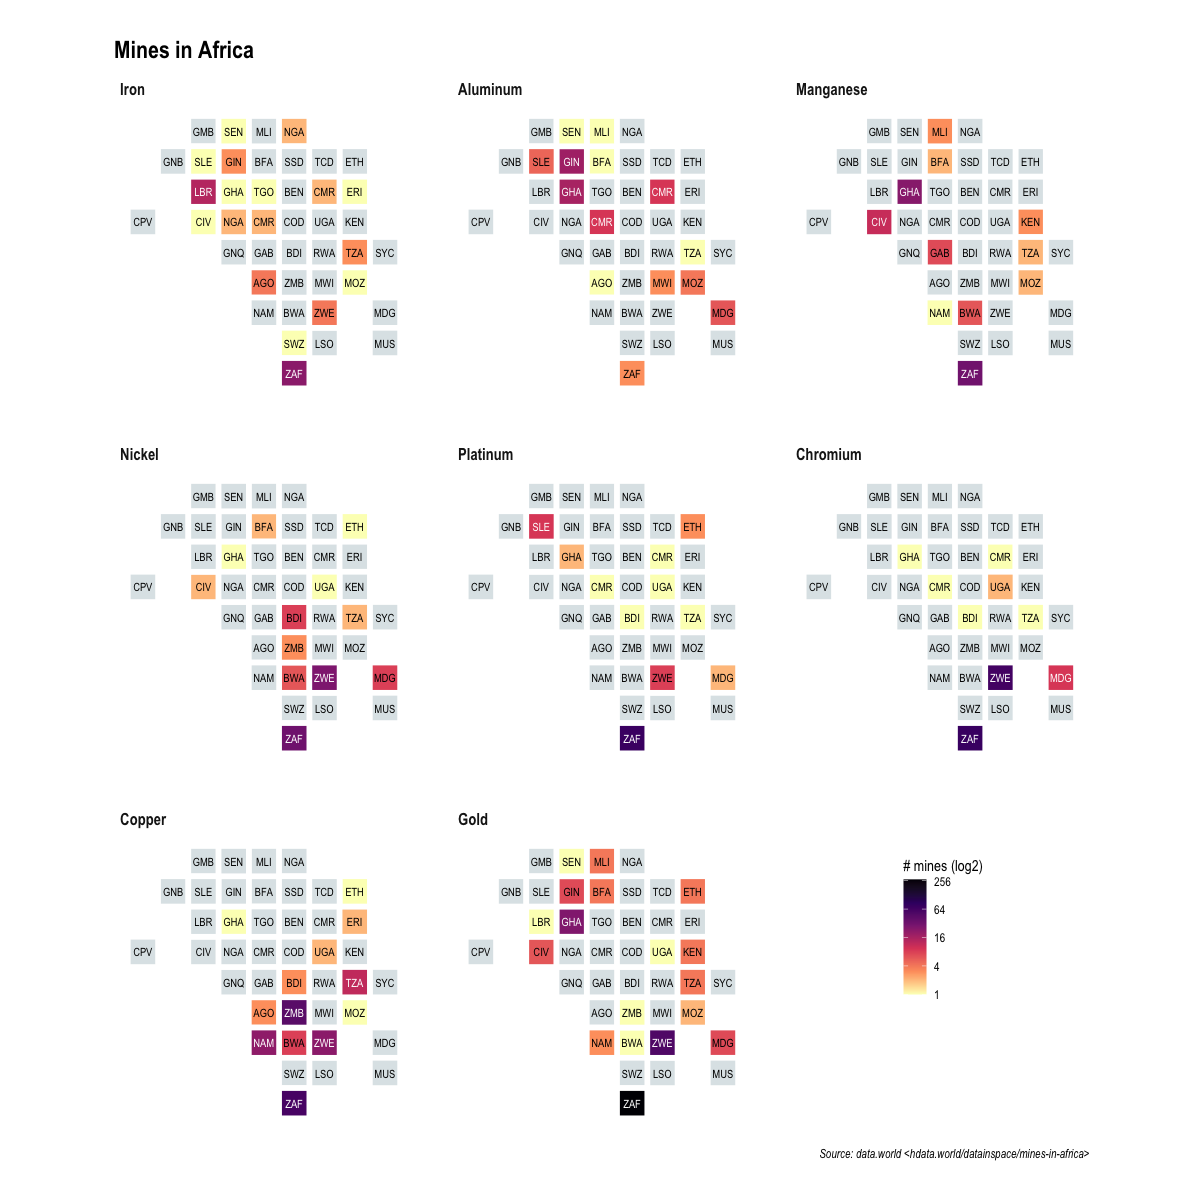 Mines in Africa
Iron
GMB SEN MLI NGA
GNB SLE GIN BFA SSD TCD ETH
LBR GHA TGO BEN CMR ERI
CPV CIV NGA CMR COD UGA KEN
GNQ GAB BDI RWA TZA SYC
AGO ZMB MWI MOZ
NAM BWA ZWE MDG
SWZ LSO MUS
ZAF
Aluminum
GMB SEN MLI NGA
GNB SLE GIN BFA SSD TCD ETH
LBR GHA TGO BEN CMR ERI
CPV CIV NGA CMR COD UGA KEN
GNQ GAB BDI RWA TZA SYC
AGO ZMB MWI MOZ
NAM BWA ZWE MDG
SWZ LSO MUS
ZAF
Manganese
GMB SEN MLI NGA
GNB SLE GIN BFA SSD TCD ETH
LBR GHA TGO BEN CMR ERI
CPV CIV NGA CMR COD UGA KEN
GNQ GAB BDI RWA TZA SYC
AGO ZMB MWI MOZ
NAM BWA ZWE MDG
SWZ LSO MUS
ZAF
Nickel
GMB SEN MLI NGA
GNB SLE GIN BFA SSD TCD ETH
LBR GHA TGO BEN CMR ERI
CPV CIV NGA CMR COD UGA KEN
GNQ GAB BDI RWA TZA SYC
AGO ZMB MWI MOZ
NAM BWA ZWE MDG
SWZ LSO MUS
ZAF
Platinum
GMB SEN MLI NGA
GNB SLE GIN BFA SSD TCD ETH
LBR GHA TGO BEN CMR ERI
CPV CIV NGA CMR COD UGA KEN
GNQ GAB BDI RWA TZA SYC
AGO ZMB MWI MOZ
NAM BWA ZWE MDG
SWZ LSO MUS
ZAF
Chromium
GMB SEN MLI NGA
GNB SLE GIN BFA SSD TCD ETH
LBR GHA TGO BEN CMR ERI
CPV CIV NGA CMR COD UGA KEN
GNQ GAB BDI RWA TZA SYC
AGO ZMB MWI MOZ
NAM BWA ZWE MDG
SWZ LSO MUS
ZAF
Copper
GMB SEN MLI NGA
GNB SLE GIN BFA SSD TCD ETH
LBR GHA TGO BEN CMR ERI
CPV CIV NGA CMR COD UGA KEN
GNQ GAB BDI RWA TZA SYC
AGO ZMB MWI MOZ
NAM BWA ZWE MDG
SWZ LSO MUS
ZAF
Gold
GMB SEN MLI NGA
GNB SLE GIN BFA SSD TCD ETH
LBR GHA TGO BEN CMR ERI
CPV CIV NGA CMR COD UGA KEN
GNQ GAB BDI RWA TZA SYC
AGO ZMB MWI MOZ
NAM BWA ZWE MDG
SWZ LSO MUS
ZAF
# mines (log2)
256
64
16
4
1
Source: data.world <hdata.world/datainspace/mines-in-africa>